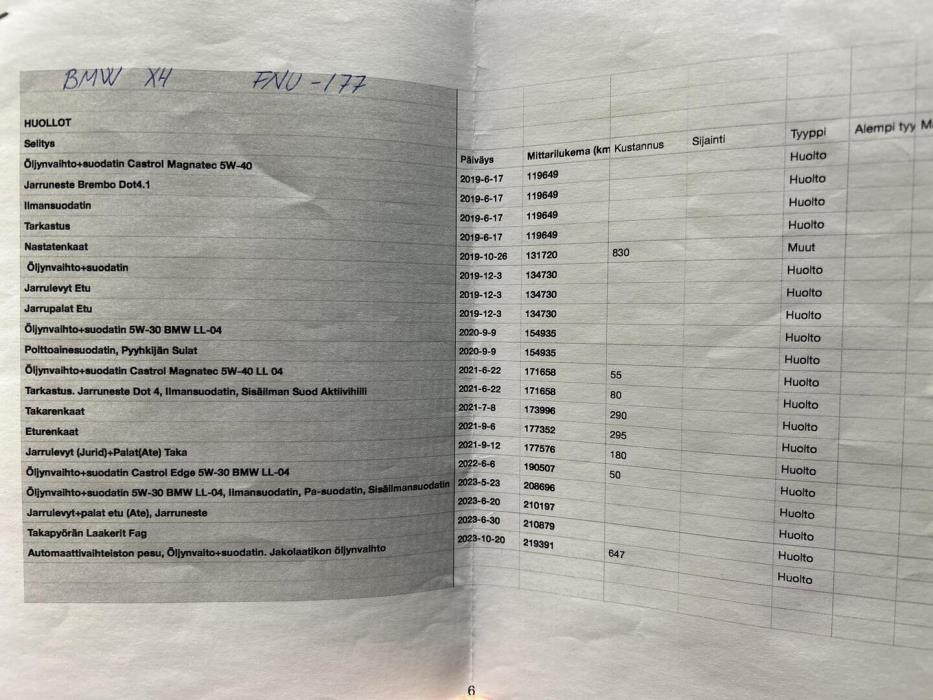 BMW X4 FNU-177
HUOLLOT
Selitys Päiväys Mittarilukema (km Kustannus Sijainti Tyyppi Alempi tyy M
Öljynvaihto+suodatin Castrol Magnatec 5W-40 2019-6-17 119649 Huolto
Jarruneste Brembo Dot4.1 2019-6-17 119649 Huolto
Ilmansuodatin 2019-6-17 119649 Huolto
Tarkastus 2019-6-17 119649 Huolto
Nastatenkaat 2019-10-26 131720 830 Muut
Öljynvaihto+suodatin 2019-12-3 134730 Huolto
Jarrulevyt Etu 2019-12-3 134730 Huolto
Jarrupalat Etu 2019-12-3 134730 Huolto
Öljynvaihto+suodatin 5W-30 BMW LL-04 2020-9-9 154935 Huolto
Polttoainesuodatin, Pyyhkijän Sulat 2020-9-9 154935 Huolto
Öljynvaihto+suodatin Castrol Magnatec 5W-40 LL 04 2021-6-22 171658 55 Huolto
Tarkastus. Jarruneste Dot 4, Ilmansuodatin, Sisäilman Suod Aktiivihiili 2021-6-22 171658 80 Huolto
Takarenkaat 2021-7-8 173996 290 Huolto
Eturenkaat 2021-9-6 177352 295 Huolto
Jarrulevyt (Jurid)+Palat(Ate) Taka 2021-9-12 177576 180 Huolto
Öljynvaihto+suodatin Castrol Edge 5W-30 BMW LL-04 2022-6-6 190507 50 Huolto
Öljynvaihto+suodatin 5W-30 BMW LL-04, Ilmansuodatin, Pa-suodatin, Sisäilmansuodatin 2023-5-23 208696 Huolto
Jarrulevyt+palat etu (Ate), Jarruneste 2023-6-20 210197 Huolto
Takapyörän Laakerit Fag 2023-6-30 210879 Huolto
Automaattivaihteiston pesu, Öljynvaito+suodatin. Jakolaatikon öljynvaihto 2023-10-20 219391 647 Huolto
6